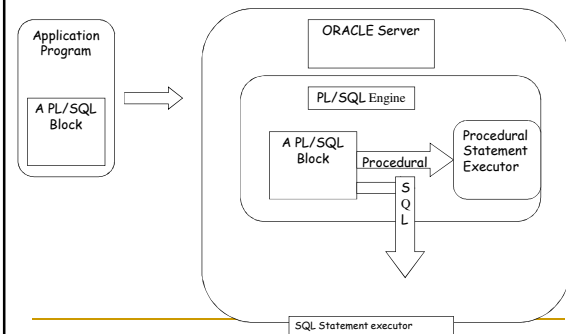 Application
Program
A PL/SQL
Block
ORACLE Server
PL/SQL Engine
A PL/SQL
Block
Procedural
Procedural
Statement
Executor
S
Q
L
SQL Statement executor